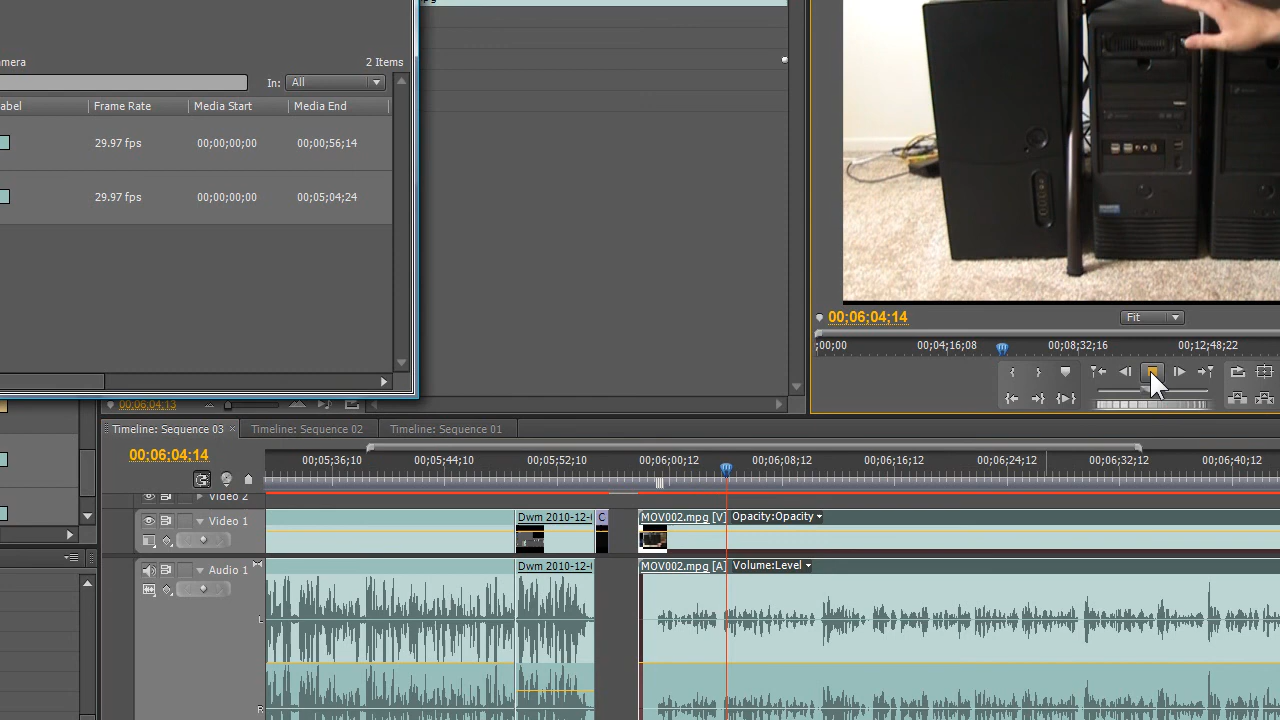 amera
2 Items
In: All
abel Frame Rate Media Start Media End
29.97 fps 00;00;00;00 00;00;56;14
29.97 fps 00;00;00;00 00;05;04;24
00;06;04;14
Fit
;00;00 00;04;16;08 00;08;32;16 00;12;48;22
00;06;04;13
Timeline: Sequence 03 Timeline: Sequence 02 Timeline: Sequence 01
00;06;04;14
00;05;36;10 00;05;44;10 00;05;52;10 00;06;00;12 00;06;08;12 00;06;16;12 00;06;24;12 00;06;32;12 00;06;40;12
Video 2
Video 1
Dwm 2010-12-
C
MOV002.mpg [V] Opacity:Opacity
Audio 1
Dwm 2010-12-
MOV002.mpg [A] Volume:Level
L
R